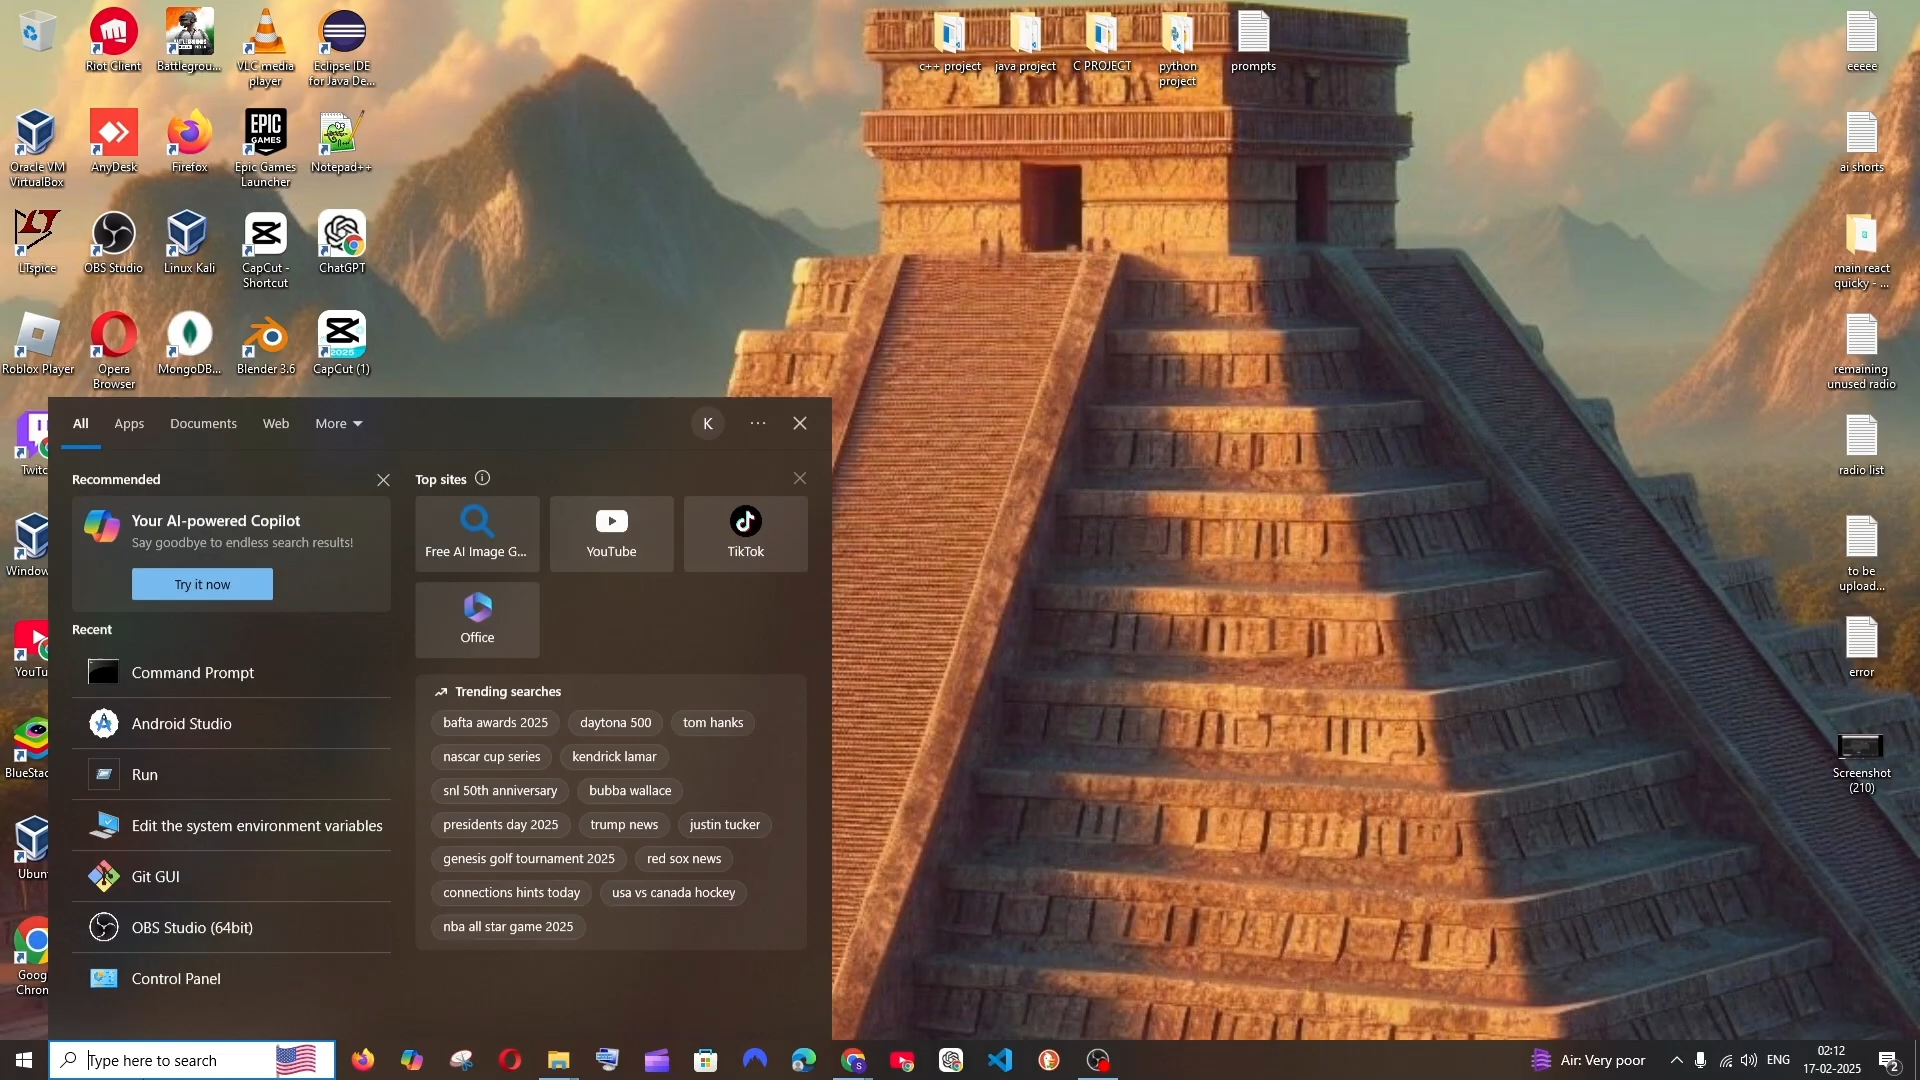 Riot Client
Battlegrou...
VLC media
player
Eclipse IDE
for Java De...
c++ project
java project
C PROJECT
python
project
prompts
eeeee
Oracle VM
VirtualBox
AnyDesk
Firefox
EPIC
GAMES
Epic Games
Launcher
Notepad++
ai shorts
LT
LTspice
OBS Studio
Linux Kali
CapCut -
Shortcut
ChatGPT
main react
quicky - ...
Roblox Player
Opera
Browser
MongoDB...
Blender 3.6
2025
CapCut (1)
remaining
unused radio
Twitc
radio list
Window
to be
upload...
YouTu
error
BlueStac
Screenshot
(210)
Ubun
Goog
Chron
All
Apps
Documents
Web
More
K
Recommended
Your AI-powered Copilot
Say goodbye to endless search results!
Try it now
Recent
Command Prompt
Android Studio
Run
Edit the system environment variables
Git GUI
OBS Studio (64bit)
Control Panel
Top sites
Free AI Image G...
YouTube
TikTok
Office
Trending searches
bafta awards 2025
daytona 500
tom hanks
nascar cup series
kendrick lamar
snl 50th anniversary
bubba wallace
presidents day 2025
trump news
justin tucker
genesis golf tournament 2025
red sox news
connections hints today
usa vs canada hockey
nba all star game 2025
Type here to search
Air: Very poor
ENG
02:12
17-02-2025
2